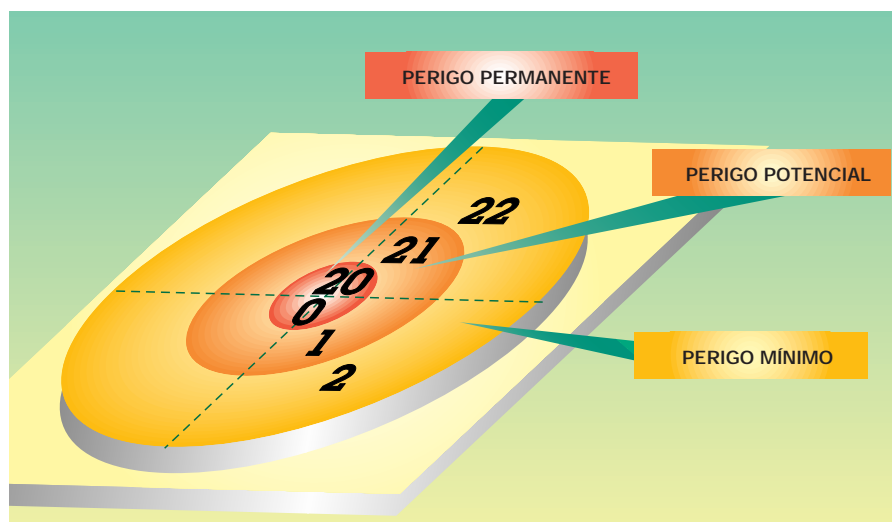 PERIGO PERMANENTE
PERIGO POTENCIAL
22
21
20
0
1
2
PERIGO MÍNIMO